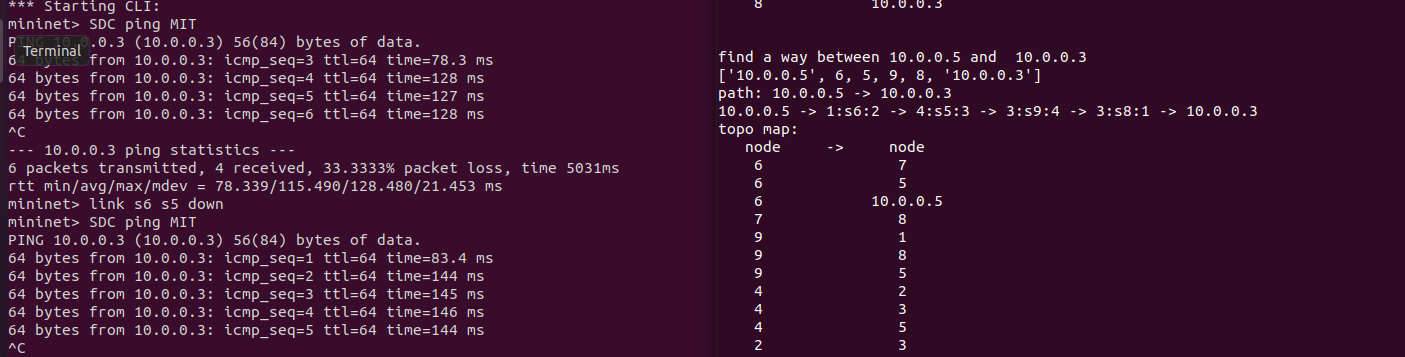 *** Starting CLI:
mininet> SDC ping MIT
PING 10.0.0.3 (10.0.0.3) 56(84) bytes of data.
Terminal
64 bytes from 10.0.0.3: icmp_seq=3 ttl=64 time=78.3 ms
64 bytes from 10.0.0.3: icmp_seq=4 ttl=64 time=128 ms
64 bytes from 10.0.0.3: icmp_seq=5 ttl=64 time=127 ms
64 bytes from 10.0.0.3: icmp_seq=6 ttl=64 time=128 ms
^C
--- 10.0.0.3 ping statistics ---
6 packets transmitted, 4 received, 33.3333% packet loss, time 5031ms
rtt min/avg/max/mdev = 78.339/115.490/128.480/21.453 ms
mininet> link s6 s5 down
mininet> SDC ping MIT
PING 10.0.0.3 (10.0.0.3) 56(84) bytes of data.
64 bytes from 10.0.0.3: icmp_seq=1 ttl=64 time=83.4 ms
64 bytes from 10.0.0.3: icmp_seq=2 ttl=64 time=144 ms
64 bytes from 10.0.0.3: icmp_seq=3 ttl=64 time=145 ms
64 bytes from 10.0.0.3: icmp_seq=4 ttl=64 time=146 ms
64 bytes from 10.0.0.3: icmp_seq=5 ttl=64 time=144 ms
^C
8 10.0.0.3
find a way between 10.0.0.5 and  10.0.0.3
['10.0.0.5', 6, 5, 9, 8, '10.0.0.3']
path: 10.0.0.5 -> 10.0.0.3
10.0.0.5 -> 1:s6:2 -> 4:s5:3 -> 3:s9:4 -> 3:s8:1 -> 10.0.0.3
topo map:
node -> node
6 7
6 5
6 10.0.0.5
7 8
9 1
9 8
9 5
4 2
4 3
4 5
2 3